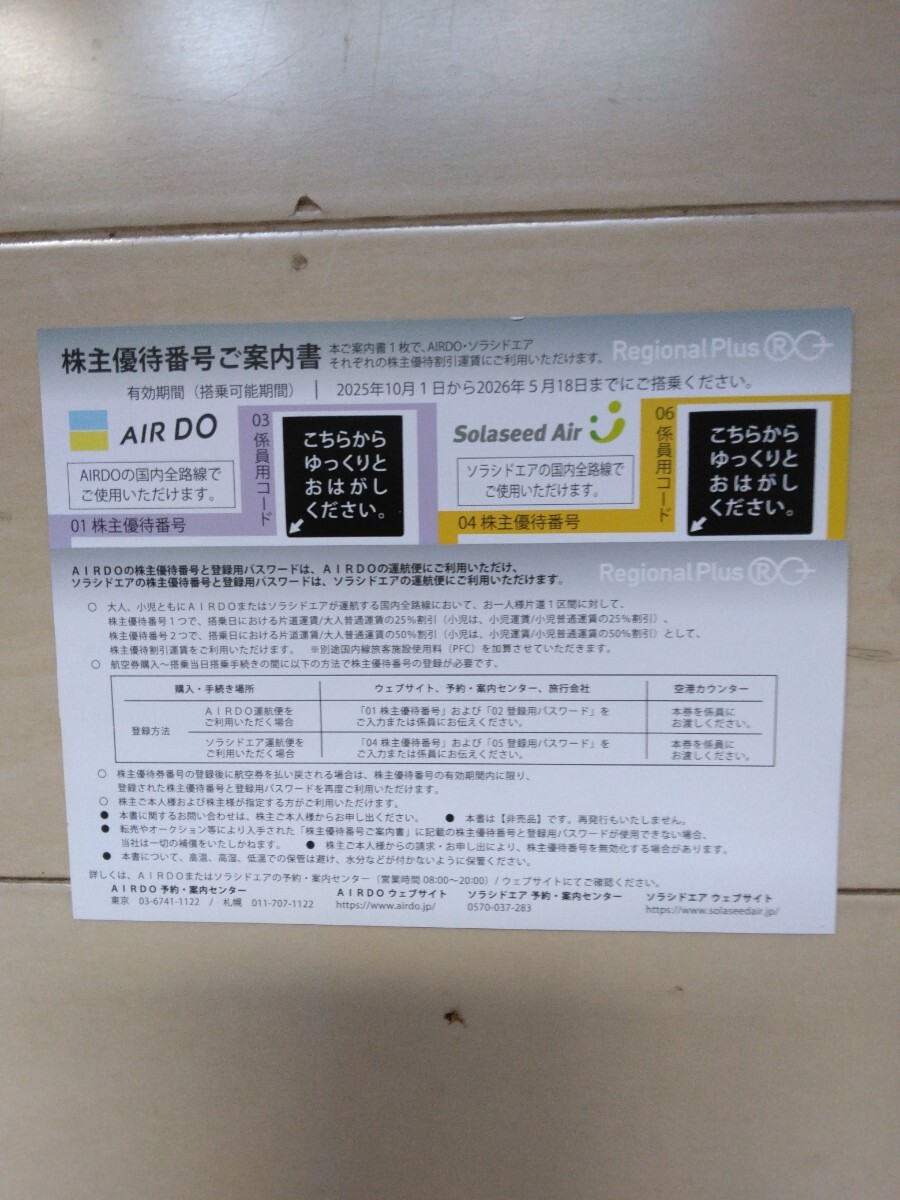 株主優待番号ご案内書
本ご案内書1枚で、AIRDO・ソラシドエア
それぞれの株主優待割引運賃にご利用いただけます。
Regional Plus
有効期間(搭乗可能期間) | 2025年10月1日から2026年5月18日までにご搭乗ください。
AIR DO
AIRDOの国内全路線で
ご使用いただけます。
01 株主優待番号
03 係員用コード
こちらから
ゆっくりと
おはがし
ください。
Solaseed Air
ソラシドエアの国内全路線で
ご使用いただけます。
04 株主優待番号
06 係員用コード
こちらから
ゆっくりと
おはがし
ください。
AIRDOの株主優待番号と登録用パスワードは、AIRDOの運航便にご利用いただけ、
ソラシドエアの株主優待番号と登録用パスワードは、ソラシドエアの運航便にご利用いただけます。
Regional Plus
○ 大人、小児ともにAIRDOまたはソラシドエアが運航する国内全路線において、お一人様片道1区間に対して、
株主優待番号1つで、搭乗日における片道運賃/大人普通運賃の25%割引(小児は、小児運賃/小児普通運賃の25%割引)、
株主優待番号2つで、搭乗日における片道運賃/大人普通運賃の50%割引(小児は、小児運賃/小児普通運賃の50%割引)として、
株主優待割引運賃をご利用いただけます。 ※別途国内線旅客施設使用料(PFC)を加算させていただきます。
○ 航空券購入~搭乗当日搭乗手続きの間に以下の方法で株主優待番号の登録が必要です。
購入・手続き場所 ウェブサイト、予約・案内センター、旅行会社 空港カウンター
登録方法
AIRDO運航便を
ご利用いただく場合
「01 株主優待番号」および「02 登録用パスワード」を
ご入力または係員にお伝えください。
本券を係員に
お渡しください。
ソラシドエア運航便を
ご利用いただく場合
「04 株主優待番号」および「05 登録用パスワード」を
ご入力または係員にお伝えください。
本券を係員に
お渡しください。
○ 株主優待券番号の登録後に航空券を払い戻される場合は、株主優待番号の有効期間内に限り、
登録された株主優待番号と登録用パスワードを再度ご利用いただけます。
○ 株主ご本人様および株主様が指定する方がご利用いただけます。
● 本書に関するお問い合わせは、株主ご本人様からお申し出ください。 ● 本書は【非売品】です。再発行もいたしません。
● 転売やオークション等により入手された「株主優待番号ご案内書」に記載の株主優待番号と登録用パスワードが使用できない場合、
当社は一切の補償をいたしかねます。 ● 株主ご本人様からの請求・お申し出により、株主優待番号を無効化する場合があります。
● 本書について、高温、高湿、低温での保管は避け、水分などが付かないように保管ください。
詳しくは、AIRDOまたはソラシドエアの予約・案内センター(営業時間 08:00~20:00)/ウェブサイトにてご確認ください。
AIRDO 予約・案内センター
東京 03-6741-1122 / 札幌 011-707-1122
AIRDO ウェブサイト
https://www.airdo.jp/
ソラシドエア 予約・案内センター
0570-037-283
ソラシドエア ウェブサイト
https://www.solaseedair.jp/